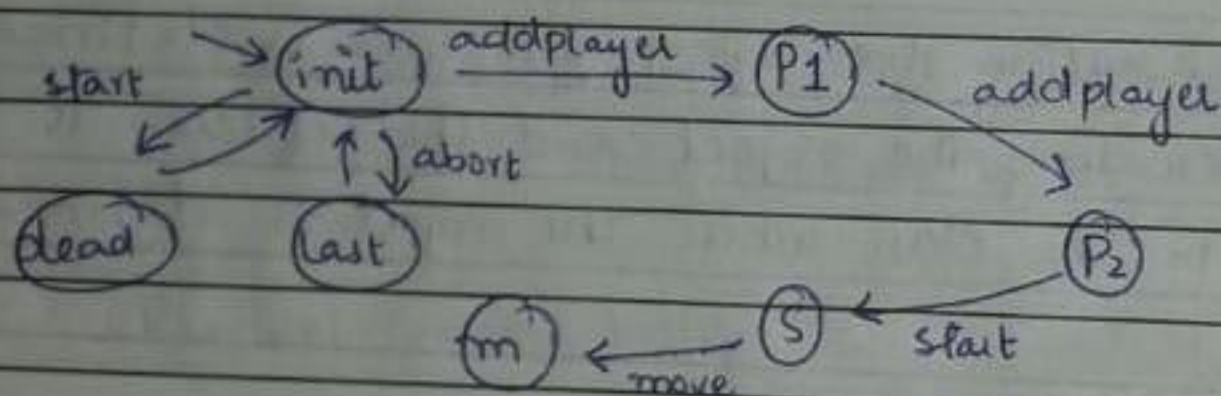 init addplayer P1
start addplayer
abort
dead last P2
m S start
move